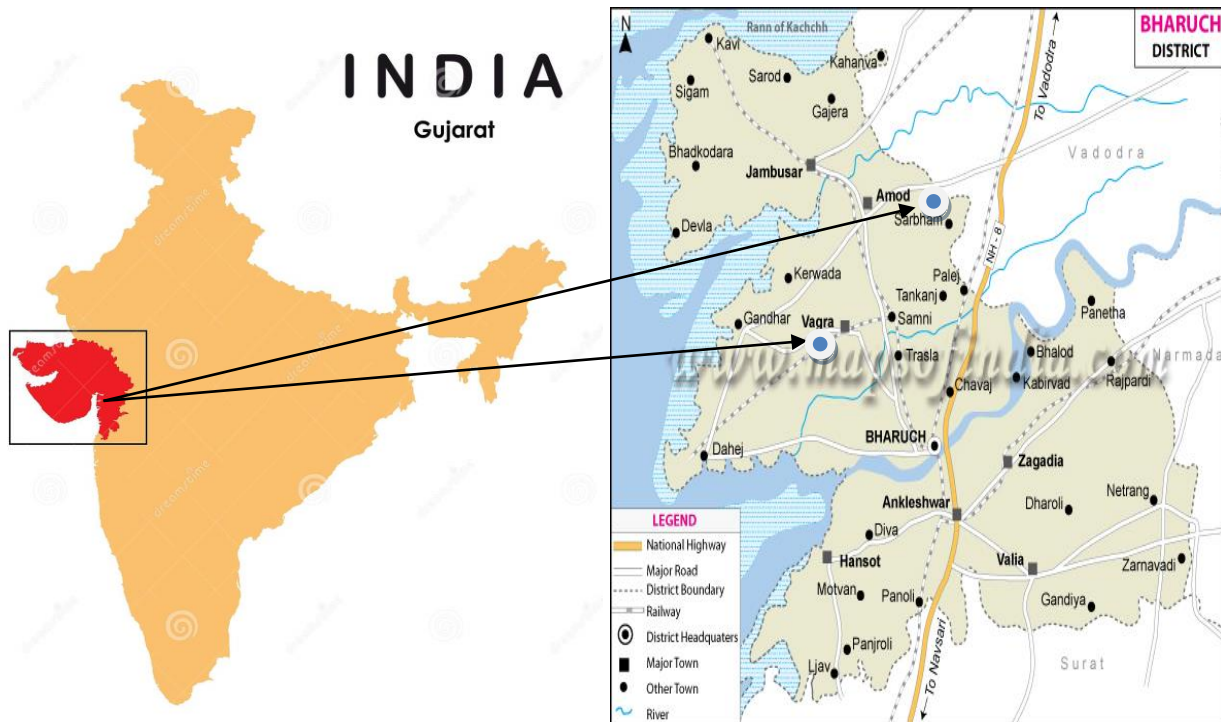 INDIA
Gujarat
dreamstime
N
Rann of Kachchh
BHARUCH
DISTRICT
To Vadodra
Kavi
Kahanva
Sarod
Sigam
Gajera
Bhadkodara
Jambusar
Vadodra
Amod
Sarbham
Devla
NH - 8
Kerwada
Palej
Tankanj
Panetha
Gandhar
Vagra
Samni
www.mapsofindia.com
Trasla
Bhalod
Narmada
Kabirvad
Rajpardi
Chavaj
BHARUCH
Dahej
Zagadia
Ankleshwar
Dharoli
Netrang
LEGEND
Diva
National Highway
Hansot
Valia
Zarnavadi
Major Road
District Boundary
Motvan
Panoli
Gandiya
Railway
District Headquaters
Panjroli
Major Town
Surat
Ljav
Other Town
To Navsari
River